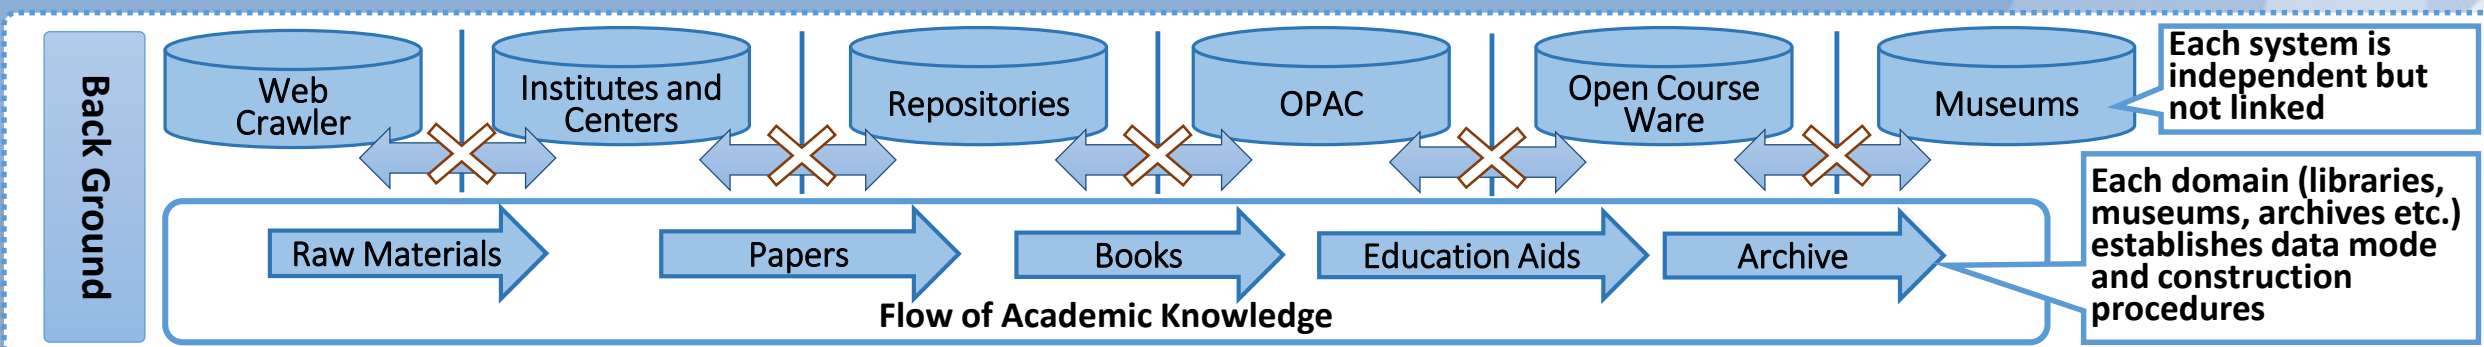 Back Ground
Web
Crawler
Institutes and
Centers
Repositories
OPAC
Open Course
Ware
Museums
Each system is
independent but
not linked
Raw Materials
Papers
Books
Education Aids
Archive
Flow of Academic Knowledge
Each domain (libraries,
museums, archives etc.)
establishes data mode
and construction
procedures